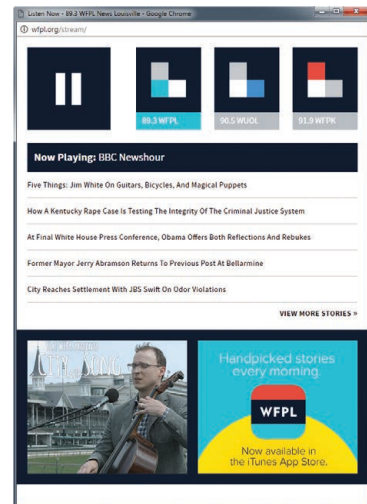 Listen Now - 89.3 WFPL News Louisville - Google Chrome
wfpl.org/stream/
89.3 WFPL
90.5 WUOL
91.9 WFPK
Now Playing: BBC Newshour
Five Things: Jim White On Guitars, Bicycles, And Magical Puppets
How A Kentucky Rape Case Is Testing The Integrity Of The Criminal Justice System
At Final White House Press Conference, Obama Offers Both Reflections And Rebukes
Former Mayor Jerry Abramson Returns To Previous Post At Bellarmine
City Reaches Settlement With JBS Swift On Odor Violations
VIEW MORE STORIES »
CITY SONG
Handpicked stories
every morning.
WFPL
Now available in
the iTunes App Store.